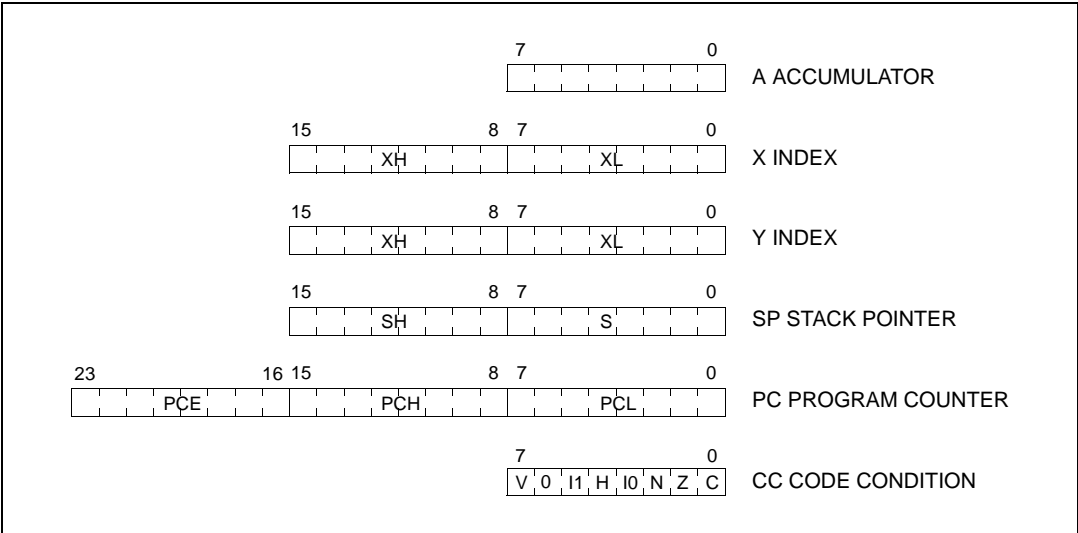 7 0
A ACCUMULATOR
15 8 7 0
XH XL X INDEX
15 8 7 0
XH XL Y INDEX
15 8 7 0
SH S SP STACK POINTER
23 16 15 8 7 0
PCE PCH PCL PC PROGRAM COUNTER
7 0
V 0 I1 H I0 N Z C CC CODE CONDITION